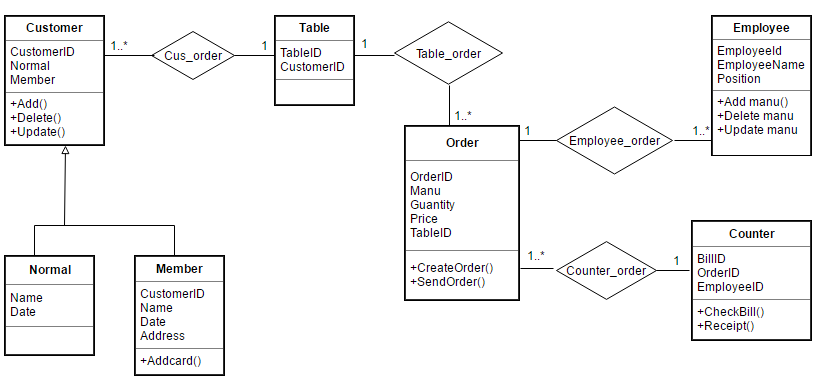 Customer
CustomerID
Normal
Member
+Add()
+Delete()
+Update()
1..*
Cus_order
1
Table
TableID
CustomerID
1
Table_order
1..*
Employee
EmployeeId
EmployeeName
Position
+Add manu()
+Delete manu
+Update manu
Order
OrderID
Manu
Guantity
Price
TableID
+CreateOrder()
+SendOrder()
1
Employee_order
1..*
1..*
Counter_order
1
Counter
BillID
OrderID
EmployeeID
+CheckBill()
+Receipt()
Normal
Name
Date
Member
CustomerID
Name
Date
Address
+Addcard()